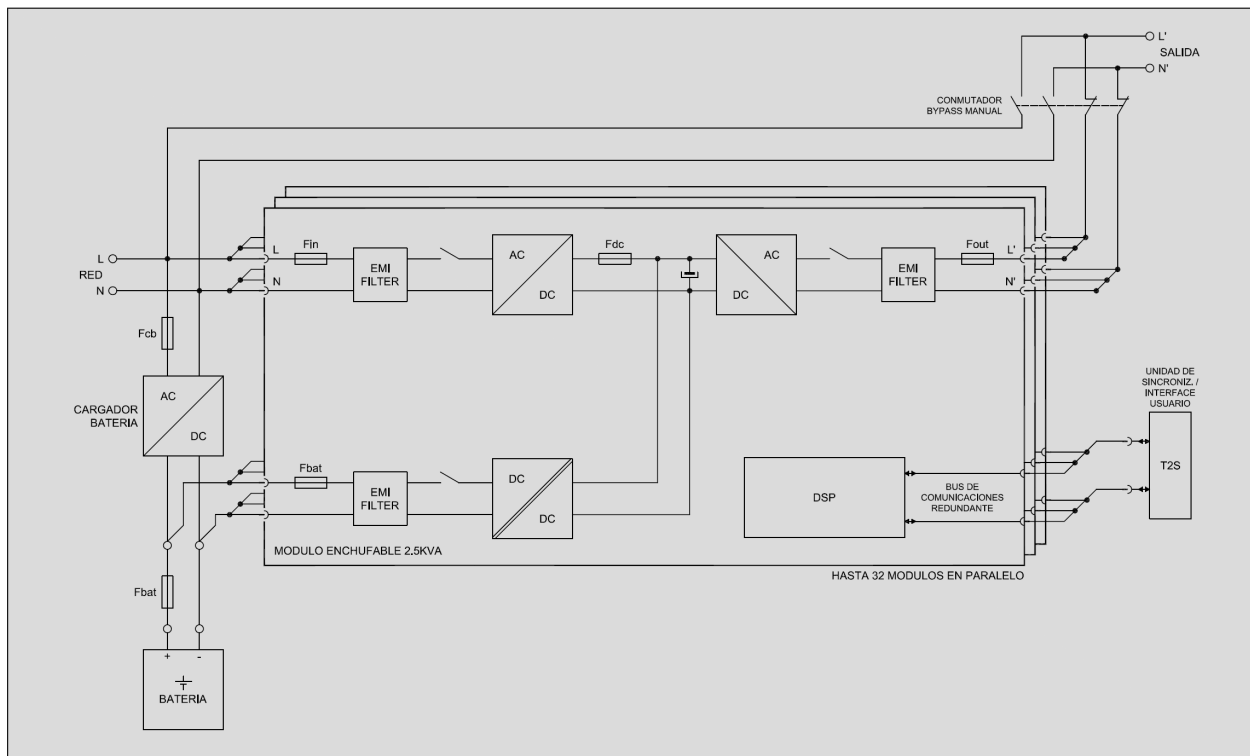 L'
SALIDA
N'
CONMUTADOR
BYPASS MANUAL
L
RED
N
L
Fin
N
EMI
FILTER
AC
DC
Fdc
AC
DC
EMI
FILTER
Fout
L'
N'
Fcb
CARGADOR
BATERIA
AC
DC
Fbat
EMI
FILTER
DC
DC
DSP
BUS DE
COMUNICACIONES
REDUNDANTE
UNIDAD DE
SINCRONIZ. /
INTERFACE
USUARIO
T2S
MODULO ENCHUFABLE 2.5KVA
HASTA 32 MODULOS EN PARALELO
Fbat
+ -
BATERIA